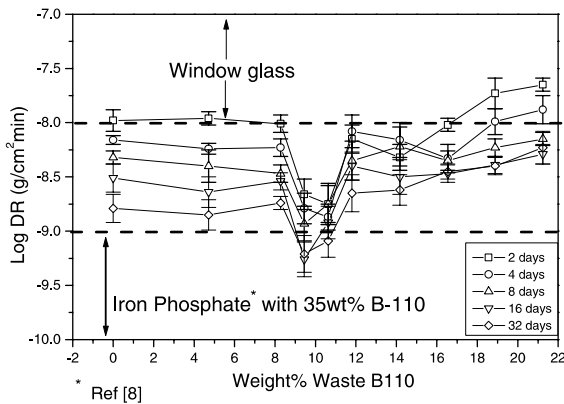 -7.0
-7.5
-8.0
-8.5
-9.0
-9.5
-10.0
Log DR (g/cm² min)
Window glass
Iron Phosphate* with 35wt% B-110
2 days
4 days
8 days
16 days
32 days
-2 0 2 4 6 8 10 12 14 16 18 20 22
Weight% Waste B110
* Ref [8]